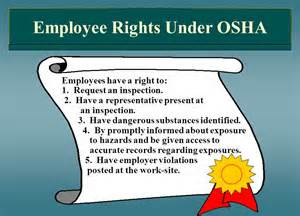 Employee Rights Under OSHA
Employees have a right to:
1. Request an inspection.
2. Have a representative present at
an inspection.
3. Have dangerous substances identified.
4. By promptly informed about exposure
to hazards and be given access to
accurate records regarding exposures.
5. Have employer violations
posted at the work-site.